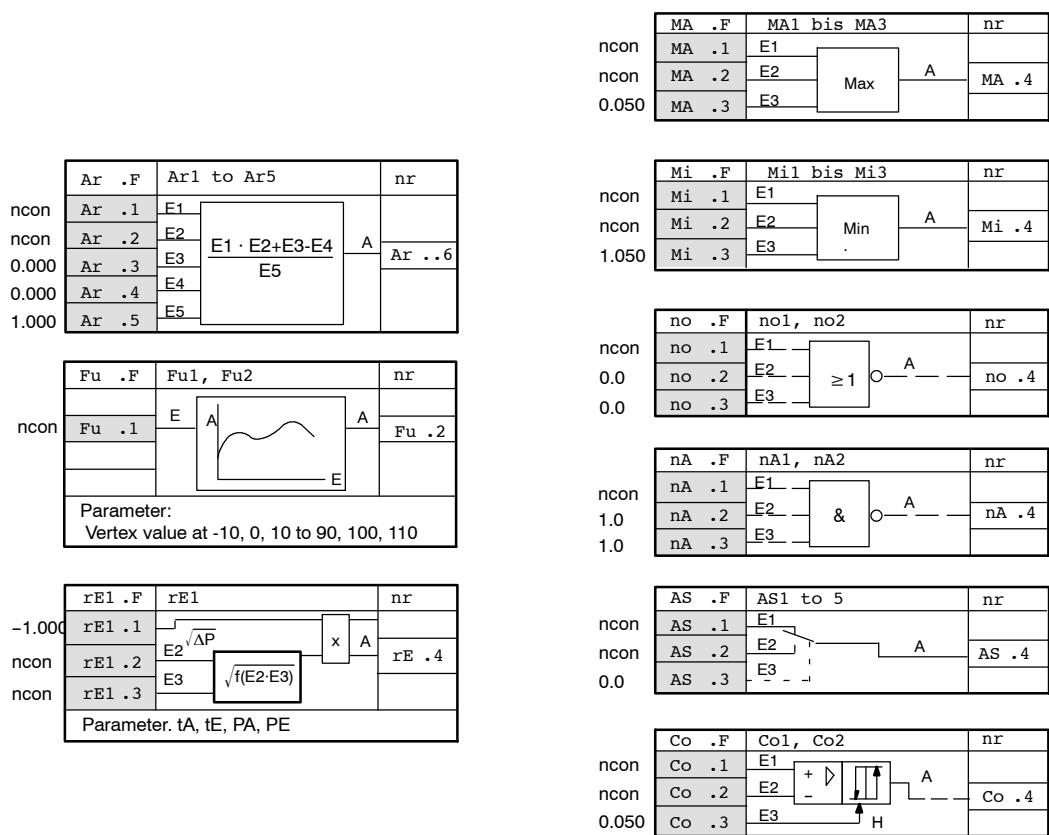 Ar .F Ar1 to Ar5 nr
ncon Ar .1 E1
ncon Ar .2 E2
0.000 Ar .3 E3
0.000 Ar .4 E4
1.000 Ar .5 E5
E1 · E2+E3-E4
E5
A Ar ..6
Fu .F Fu1, Fu2 nr
ncon Fu .1 E A E A Fu .2
Parameter:
Vertex value at -10, 0, 10 to 90, 100, 110
rE1.F rE1 nr
−1.000 rE1.1 √ΔP
ncon rE1.2 E2 √f(E2·E3) x A rE .4
ncon rE1.3 E3
Parameter. tA, tE, PA, PE
MA .F MA1 bis MA3 nr
ncon MA .1 E1
ncon MA .2 E2 Max A MA .4
0.050 MA .3 E3
Mi .F Mi1 bis Mi3 nr
ncon Mi .1 E1
ncon Mi .2 E2 Min . A Mi .4
1.050 Mi .3 E3
no .F no1, no2 nr
ncon no .1 E1
0.0 no .2 E2 ≥1 A no .4
0.0 no .3 E3
nA .F nA1, nA2 nr
ncon nA .1 E1
1.0 nA .2 E2 & A nA .4
1.0 nA .3 E3
AS .F AS1 to 5 nr
ncon AS .1 E1
ncon AS .2 E2 A AS .4
0.0 AS .3 E3
Co .F Co1, Co2 nr
ncon Co .1 E1 +
ncon Co .2 E2 − A Co .4
0.050 Co .3 E3 H